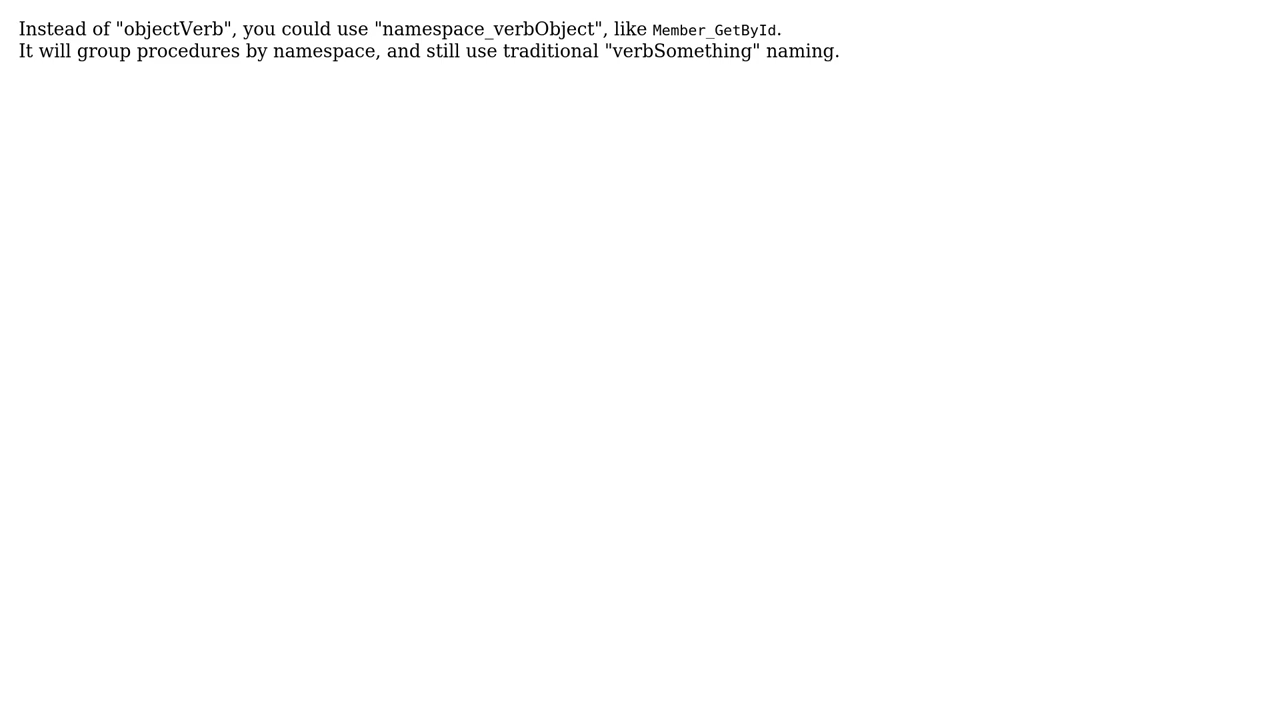 Instead of "objectVerb", you could use "namespace_verbObject", like Member_GetById.
It will group procedures by namespace, and still use traditional "verbSomething" naming.